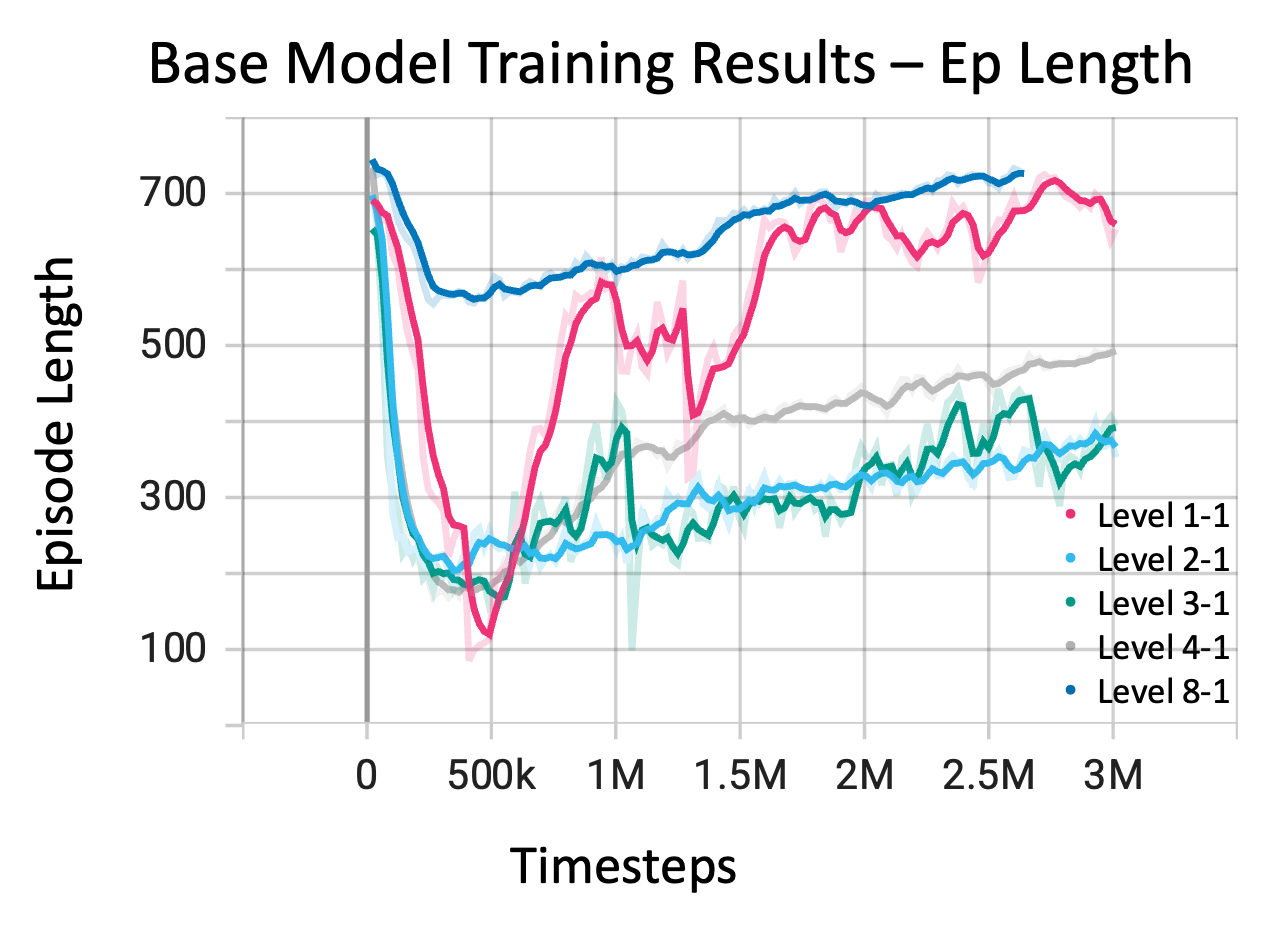 Base Model Training Results – Ep Length
Episode Length
700
500
300
100
0 500k 1M 1.5M 2M 2.5M 3M
Timesteps
Level 1-1
Level 2-1
Level 3-1
Level 4-1
Level 8-1